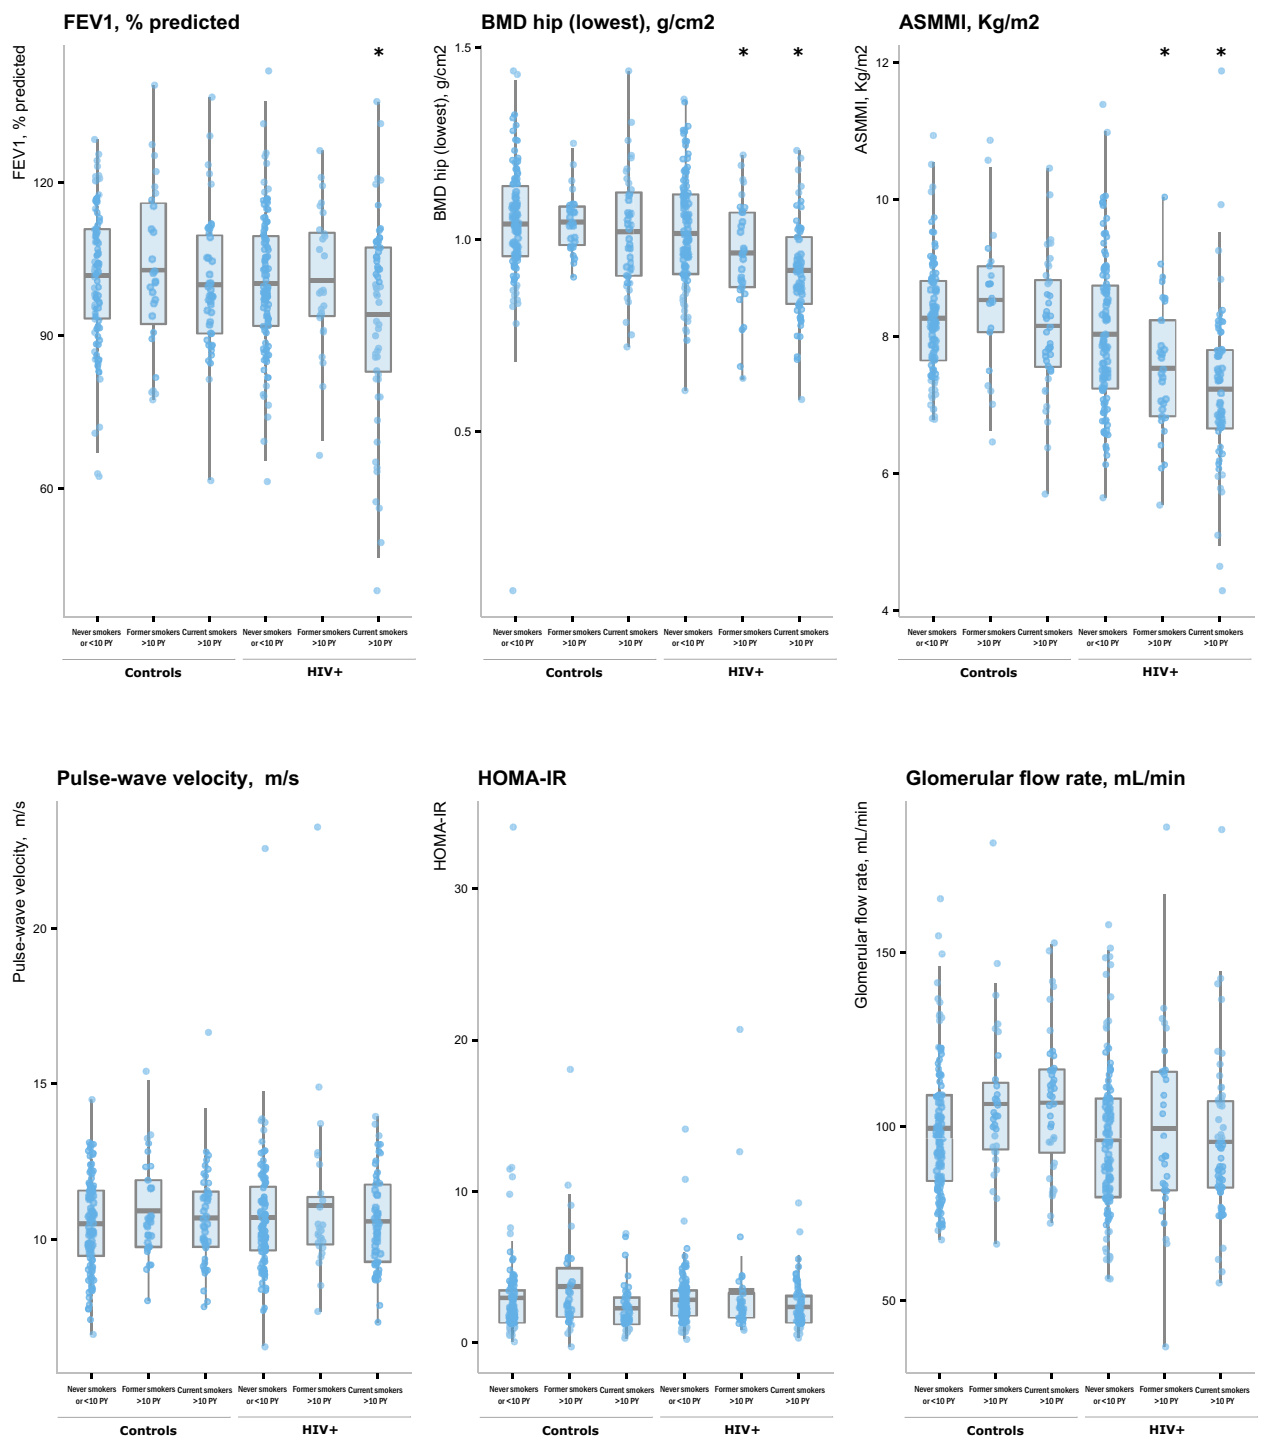 FEV1, % predicted
BMD hip (lowest), g/cm2
ASMMI, Kg/m2
FEV1, % predicted
*
120
90
60
Never smokers Former smokers Current smokers Never smokers Former smokers Current smokers
or <10 PY >10 PY >10 PY or <10 PY >10 PY >10 PY
Controls HIV+
BMD hip (lowest), g/cm2
* *
1.5
1.0
0.5
Never smokers Former smokers Current smokers Never smokers Former smokers Current smokers
or <10 PY >10 PY >10 PY or <10 PY >10 PY >10 PY
Controls HIV+
ASMMI, Kg/m2
* *
12
10
8
6
4
Never smokers Former smokers Current smokers Never smokers Former smokers Current smokers
or <10 PY >10 PY >10 PY or <10 PY >10 PY >10 PY
Controls HIV+
Pulse-wave velocity, m/s
HOMA-IR
Glomerular flow rate, mL/min
Pulse-wave velocity, m/s
20
15
10
Never smokers Former smokers Current smokers Never smokers Former smokers Current smokers
or <10 PY >10 PY >10 PY or <10 PY >10 PY >10 PY
Controls HIV+
HOMA-IR
30
20
10
0
Never smokers Former smokers Current smokers Never smokers Former smokers Current smokers
or <10 PY >10 PY >10 PY or <10 PY >10 PY >10 PY
Controls HIV+
Glomerular flow rate, mL/min
150
100
50
Never smokers Former smokers Current smokers Never smokers Former smokers Current smokers
or <10 PY >10 PY >10 PY or <10 PY >10 PY >10 PY
Controls HIV+